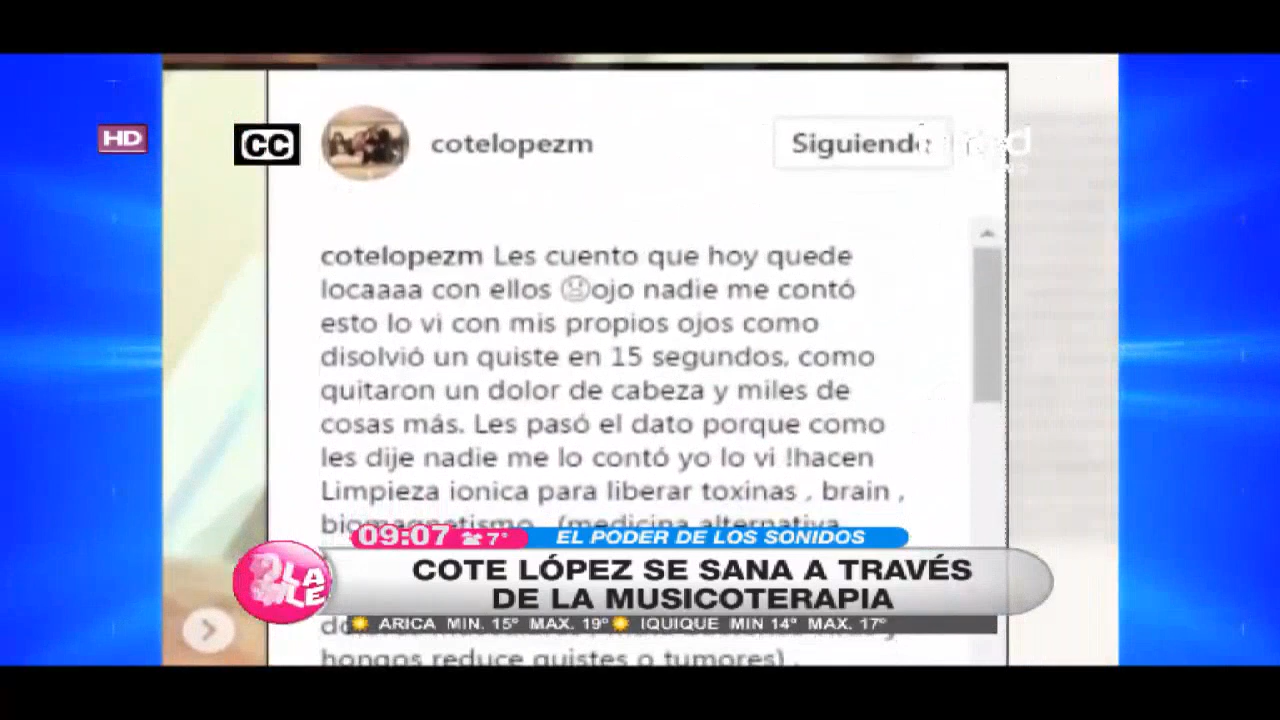 HD
CC
cotelopezm
Siguiendo
cotelopezm Les cuento que hoy quede
locaaaa con ellos ojo nadie me contó
esto lo vi con mis propios ojos como
disolvió un quiste en 15 segundos, como
quitaron un dolor de cabeza y miles de
cosas más. Les pasó el dato porque como
les dije nadie me lo contó yo lo vi !hacen
Limpieza ionica para liberar toxinas , brain ,
biomagnetismo (medicina alternativa
09:07 7° EL PODER DE LOS SONIDOS
COTE LÓPEZ SE SANA A TRAVÉS
DE LA MUSICOTERAPIA
ARICA MIN. 15° MAX. 19° IQUIQUE MIN 14° MAX. 17°
hongos reduce quistes o tumores) ,